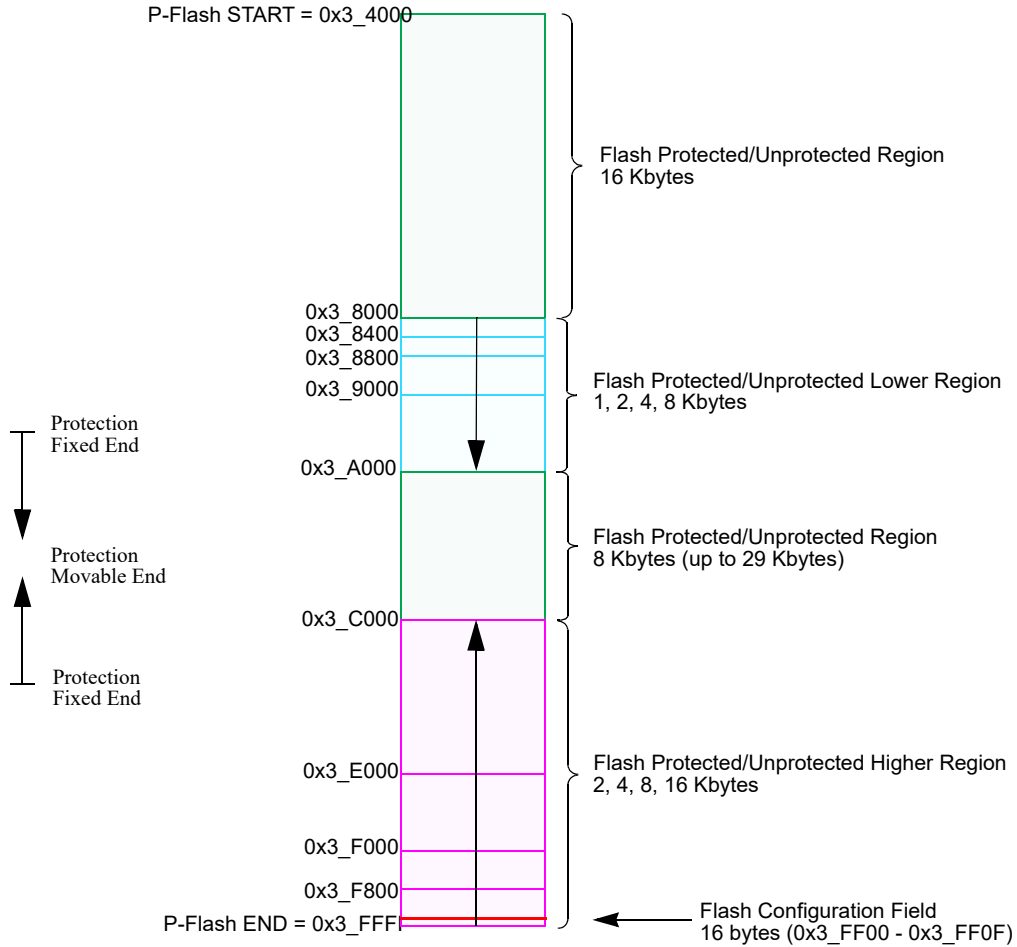 P-Flash START = 0x3_4000
Flash Protected/Unprotected Region
16 Kbytes
0x3_8000
0x3_8400
0x3_8800
0x3_9000
Flash Protected/Unprotected Lower Region
1, 2, 4, 8 Kbytes
Protection
Fixed End
0x3_A000
Flash Protected/Unprotected Region
8 Kbytes (up to 29 Kbytes)
Protection
Movable End
0x3_C000
Protection
Fixed End
0x3_E000
Flash Protected/Unprotected Higher Region
2, 4, 8, 16 Kbytes
0x3_F000
0x3_F800
P-Flash END = 0x3_FFF
Flash Configuration Field
16 bytes (0x3_FF00 - 0x3_FF0F)